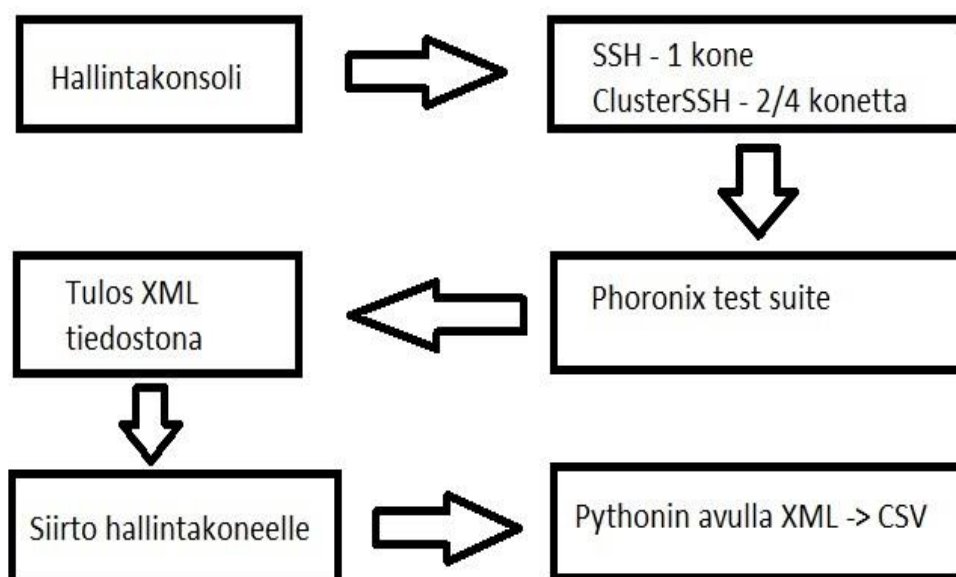 Hallintakonsoli
SSH - 1 kone
ClusterSSH - 2/4 konetta
Phoronix test suite
Tulos XML
tiedostona
Siirto hallintakoneelle
Pythonin avulla XML -> CSV